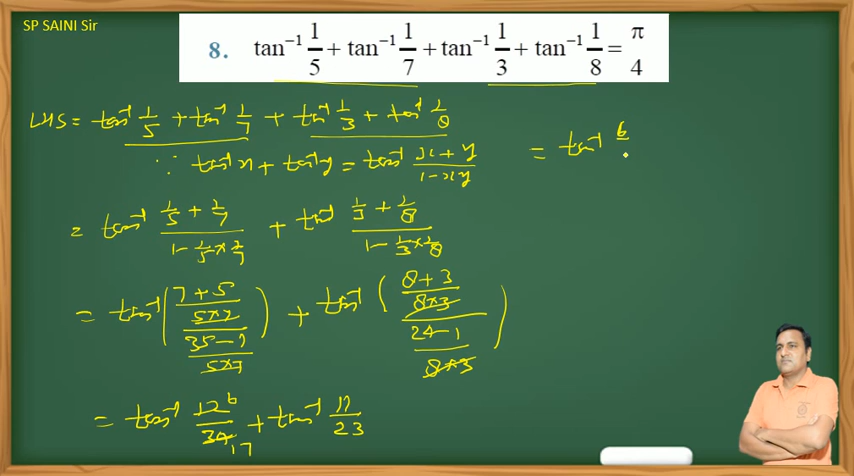 SP SAINI Sir
8. tan⁻¹ 1/5 + tan⁻¹ 1/7 + tan⁻¹ 1/3 + tan⁻¹ 1/8 = π/4
LHS = tan⁻¹ 1/5 + tan⁻¹ 1/7 + tan⁻¹ 1/3 + tan⁻¹ 1/8
∵ tan⁻¹x + tan⁻¹y = tan⁻¹ (x + y)/(1 - xy)
= tan⁻¹ (1/5 + 1/7)/(1 - 1/5 × 1/7) + tan⁻¹ (1/3 + 1/8)/(1 - 1/3 × 1/8)
= tan⁻¹ ( ((7 + 5)/(5×7)) / ((35 - 1)/(5×7)) ) + tan⁻¹ ( ((8 + 3)/(8×3)) / ((24 - 1)/(8×3)) )
= tan⁻¹ 12 6/34 17 + tan⁻¹ 11/23
= tan⁻¹ 6